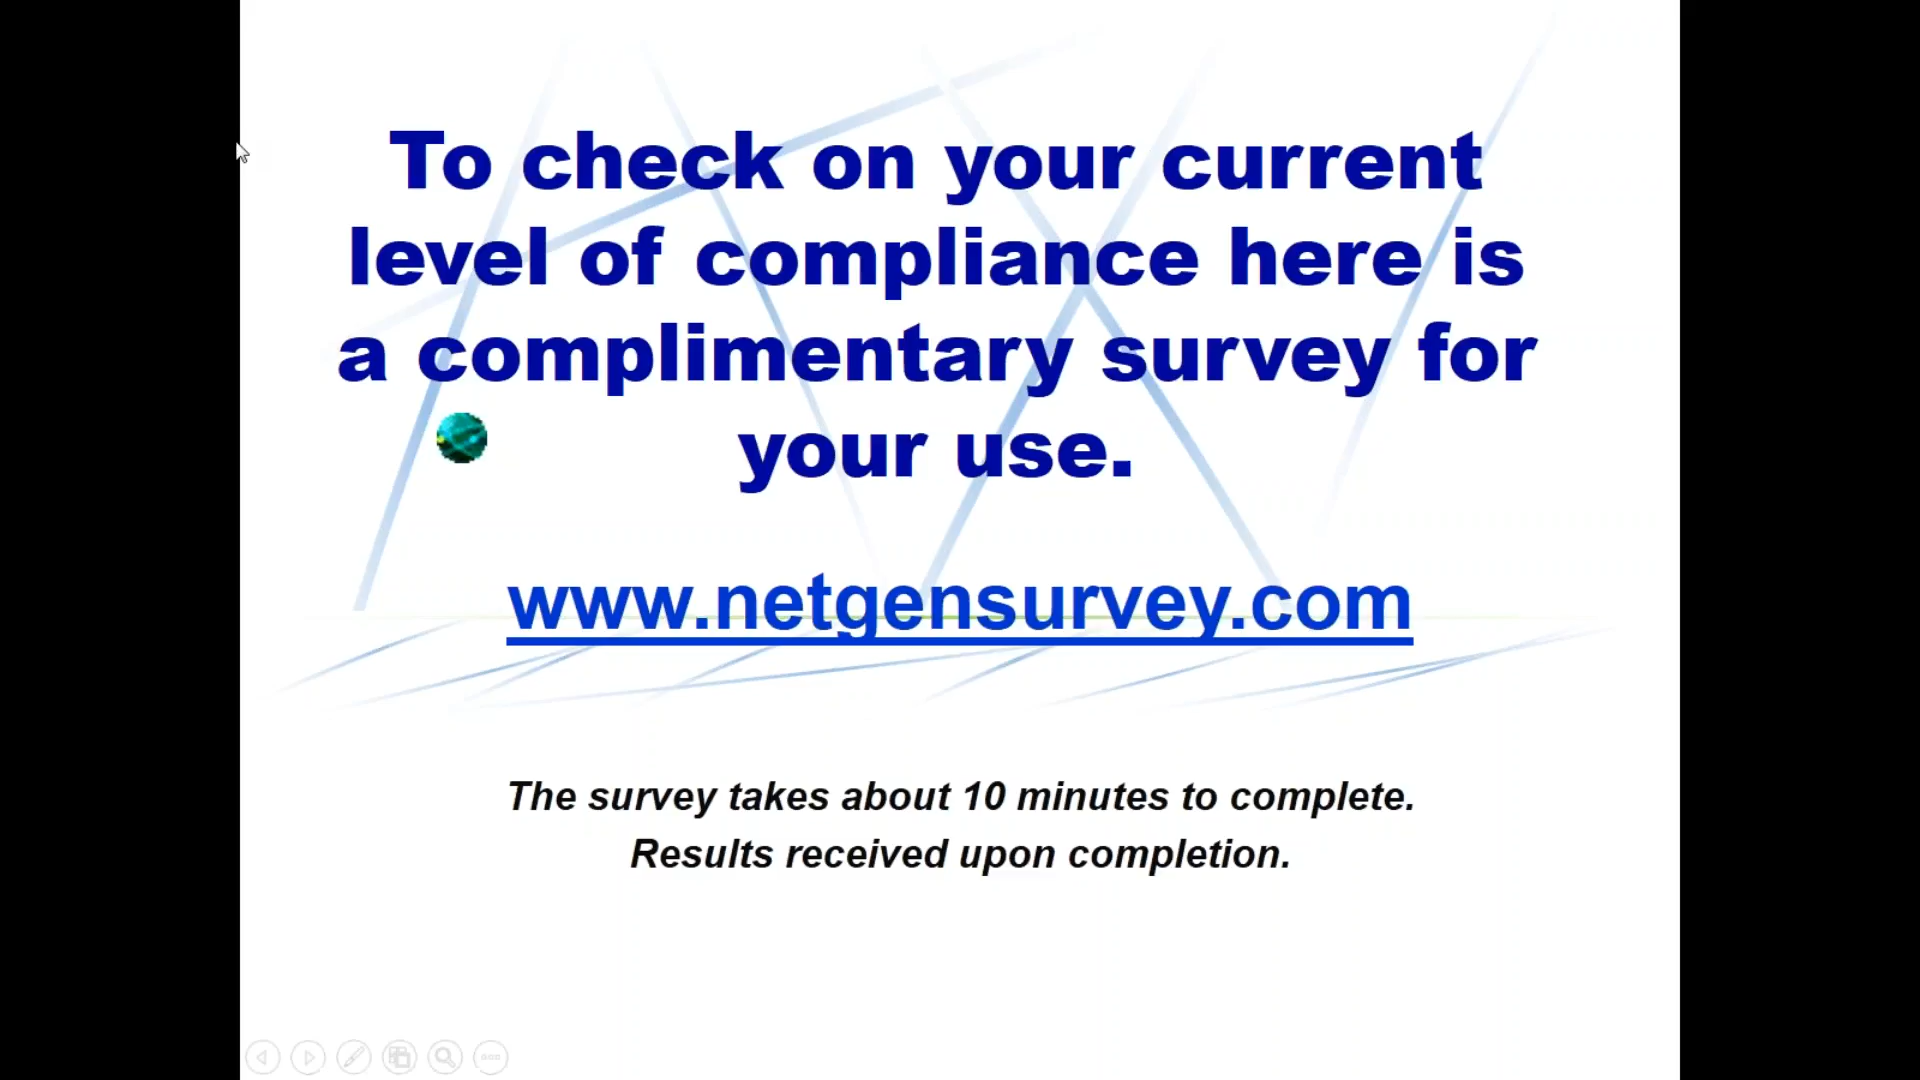 To check on your current
level of compliance here is
a complimentary survey for
your use.
www.netgensurvey.com
The survey takes about 10 minutes to complete.
Results received upon completion.